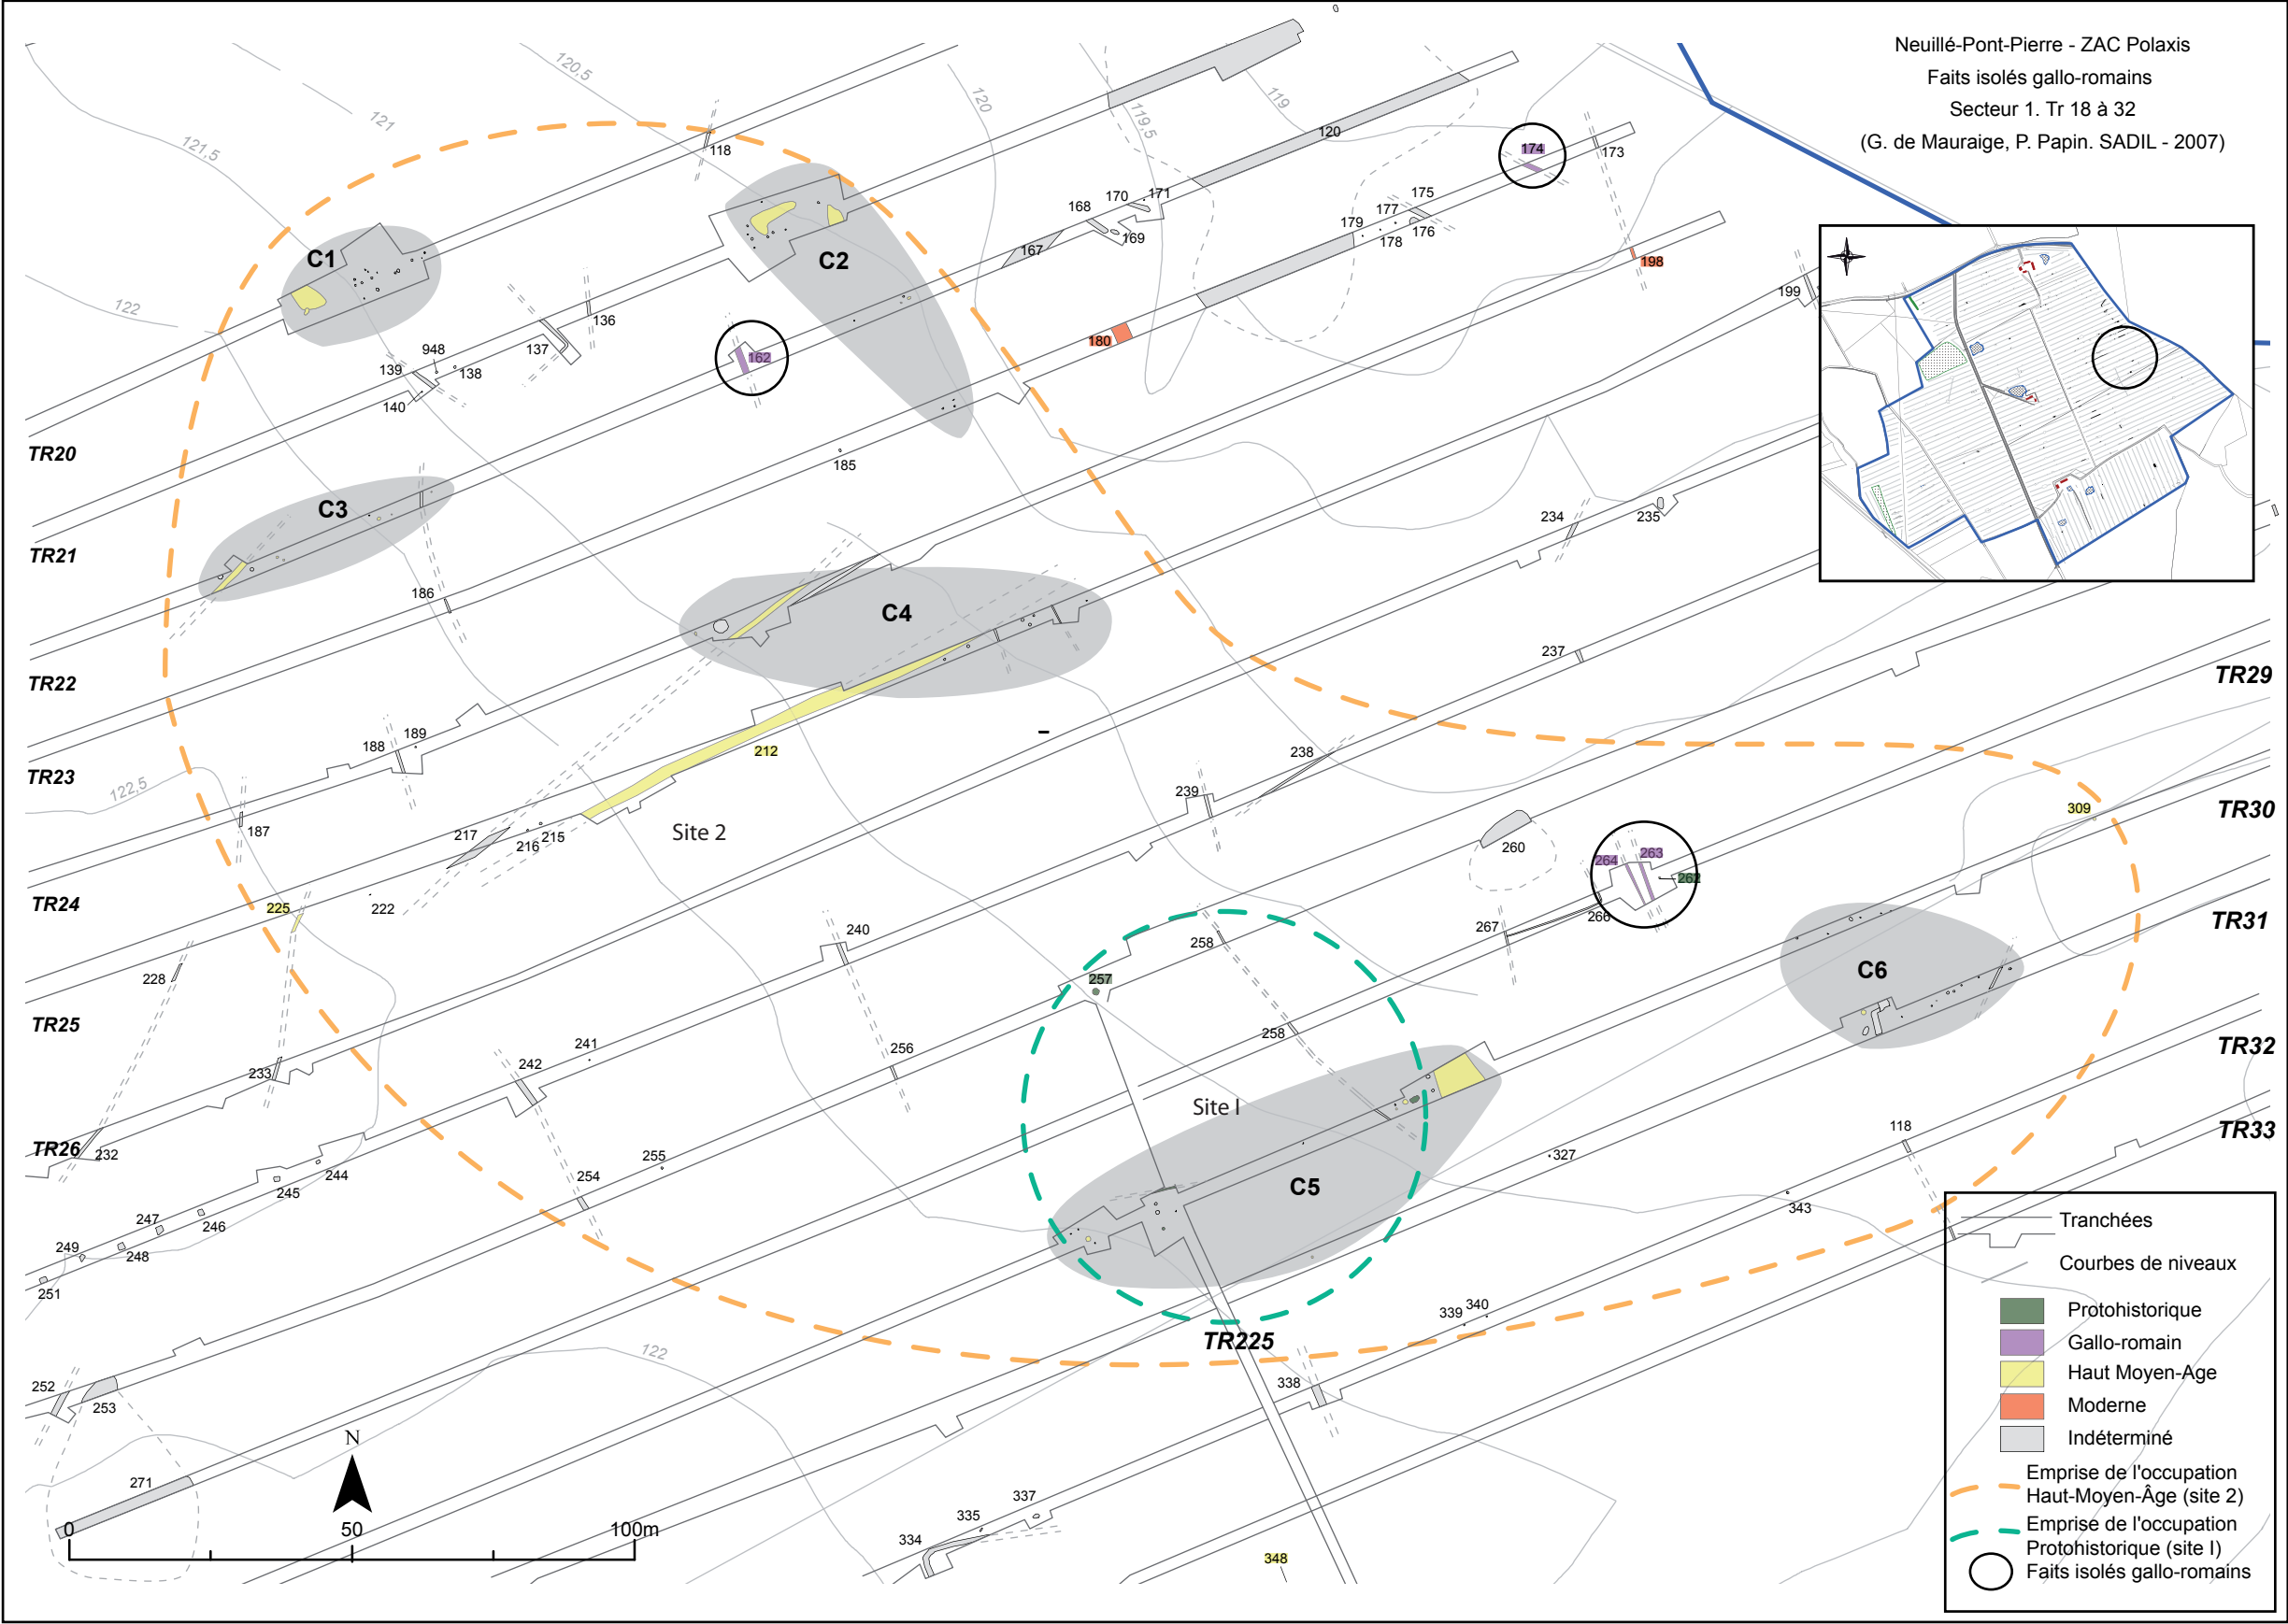 Neuillé-Pont-Pierre - ZAC Polaxis
Faits isolés gallo-romains
Secteur 1. Tr 18 à 32
(G. de Mauraige, P. Papin. SADIL - 2007)
120,5
121
121,5
120
119,5
119
122
118
120
174
173
175
177
176
178
179
168
170
171
169
167
198
199
180
C1
C2
136
137
162
948
139
138
140
TR20
185
C3
TR21
186
234
235
C4
237
TR22
TR29
188
189
TR23
212
238
239
122,5
187
217
215
216
Site 2
309
TR30
260
264
263
262
266
267
TR24
225
222
TR31
240
258
228
257
C6
TR25
233
242
241
256
258
TR32
Site I
TR26
232
255
254
118
327
TR33
C5
244
245
246
247
248
249
251
343
339
340
TR225
122
338
252
253
N
271
337
335
334
348
0
50
100m
Tranchées
Courbes de niveaux
Protohistorique
Gallo-romain
Haut Moyen-Age
Moderne
Indéterminé
Emprise de l'occupation
Haut-Moyen-Âge (site 2)
Emprise de l'occupation
Protohistorique (site I)
Faits isolés gallo-romains